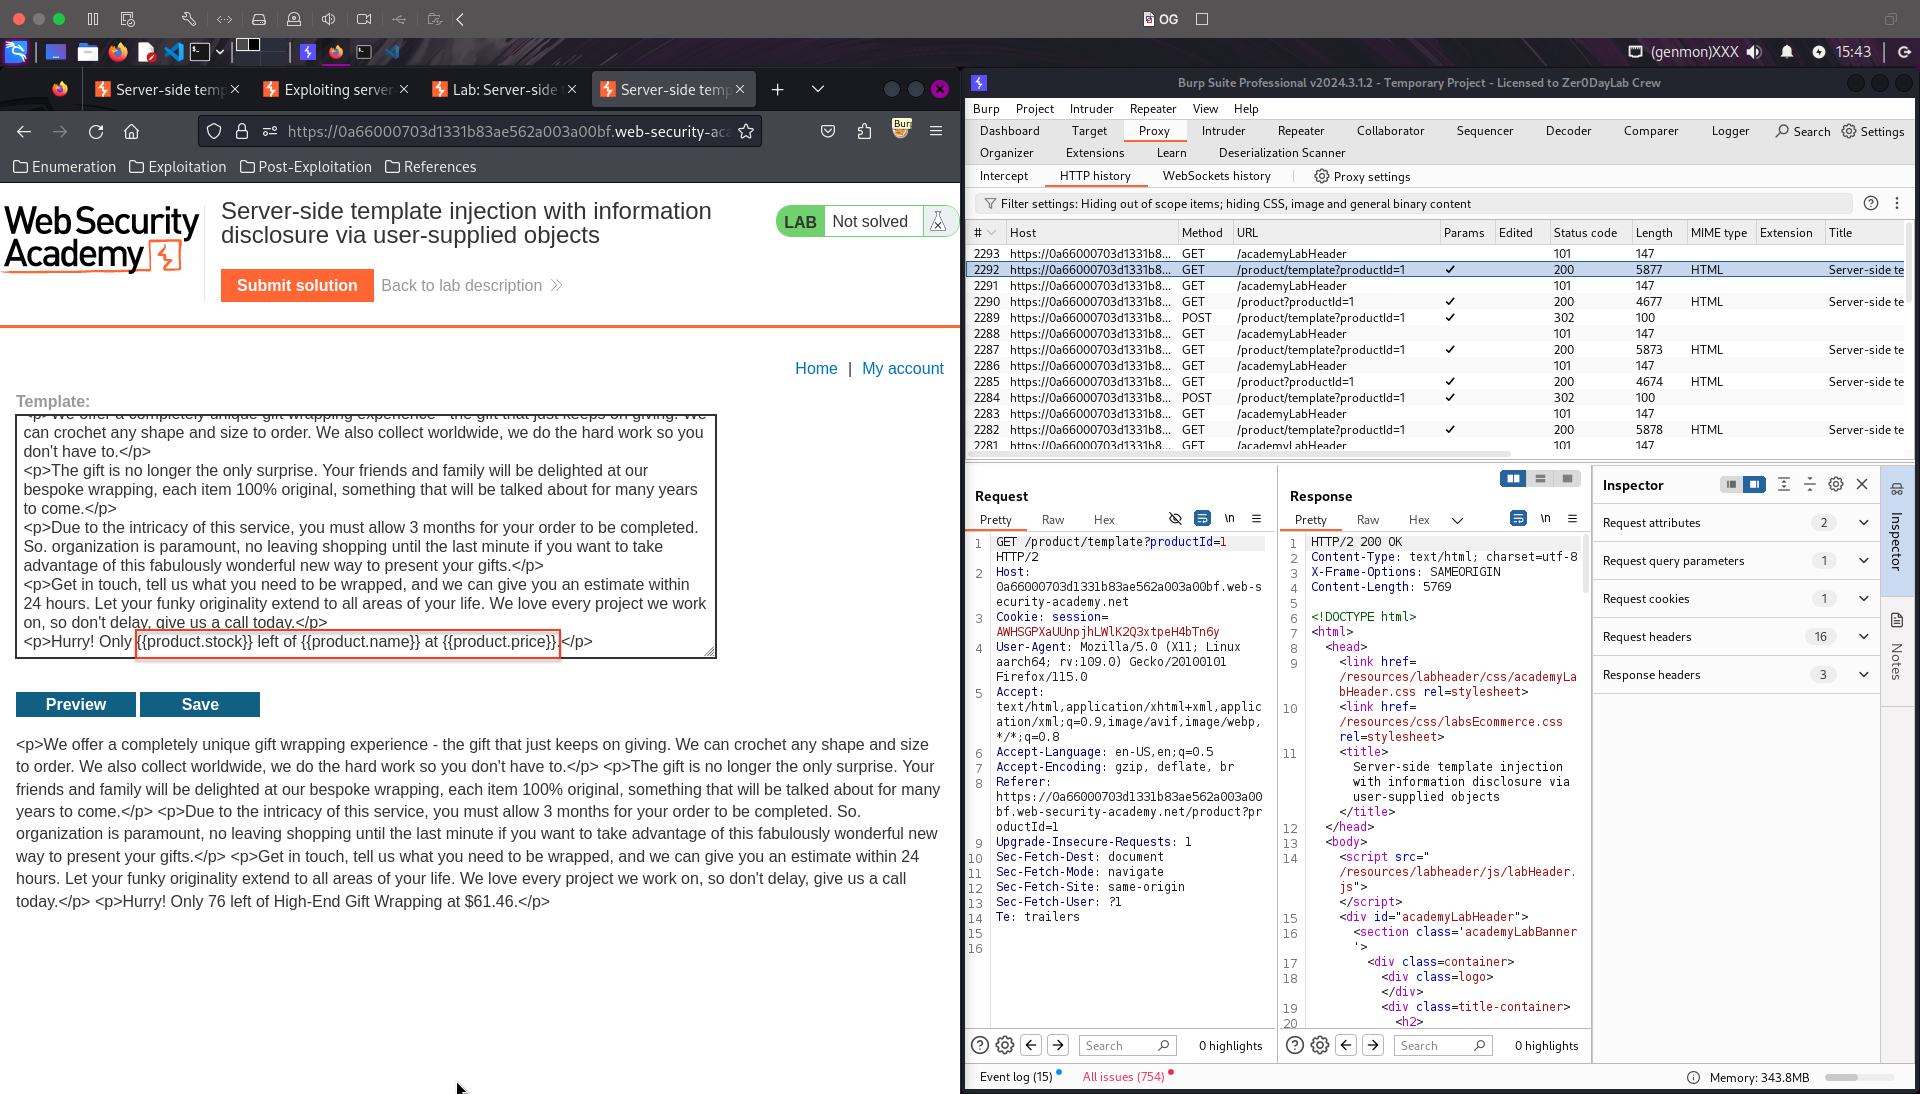 OG
(genmon)XXX
15:43
Server-side temp
Exploiting server
Lab: Server-side
Server-side temp
https://0a66000703d1331b83ae562a003a00bf.web-security-ac
Enumeration
Exploitation
Post-Exploitation
References
Web Security
Academy
Server-side template injection with information
disclosure via user-supplied objects
LAB
Not solved
Submit solution
Back to lab description
Home | My account
Template:
<p>We offer a completely unique gift wrapping experience - the gift that just keeps on giving. We
can crochet any shape and size to order. We also collect worldwide, we do the hard work so you
don't have to.</p>
<p>The gift is no longer the only surprise. Your friends and family will be delighted at our
bespoke wrapping, each item 100% original, something that will be talked about for many years
to come.</p>
<p>Due to the intricacy of this service, you must allow 3 months for your order to be completed.
So. organization is paramount, no leaving shopping until the last minute if you want to take
advantage of this fabulously wonderful new way to present your gifts.</p>
<p>Get in touch, tell us what you need to be wrapped, and we can give you an estimate within
24 hours. Let your funky originality extend to all areas of your life. We love every project we work
on, so don't delay, give us a call today.</p>
<p>Hurry! Only {{product.stock}} left of {{product.name}} at {{product.price}}.</p>
Preview
Save
<p>We offer a completely unique gift wrapping experience - the gift that just keeps on giving. We can crochet any shape and size
to order. We also collect worldwide, we do the hard work so you don't have to.</p> <p>The gift is no longer the only surprise. Your
friends and family will be delighted at our bespoke wrapping, each item 100% original, something that will be talked about for many
years to come.</p> <p>Due to the intricacy of this service, you must allow 3 months for your order to be completed. So.
organization is paramount, no leaving shopping until the last minute if you want to take advantage of this fabulously wonderful new
way to present your gifts.</p> <p>Get in touch, tell us what you need to be wrapped, and we can give you an estimate within 24
hours. Let your funky originality extend to all areas of your life. We love every project we work on, so don't delay, give us a call
today.</p> <p>Hurry! Only 76 left of High-End Gift Wrapping at $61.46.</p>
Burp Suite Professional v2024.3.1.2 - Temporary Project - Licensed to Zer0DayLab Crew
Burp Project Intruder Repeater View Help
Dashboard Target Proxy Intruder Repeater Collaborator Sequencer Decoder Comparer Logger Search Settings
Organizer Extensions Learn Deserialization Scanner
Intercept HTTP history WebSockets history Proxy settings
Filter settings: Hiding out of scope items; hiding CSS, image and general binary content
# Host Method URL Params Edited Status code Length MIME type Extension Title
2293 https://0a66000703d1331b8... GET /academyLabHeader 101 147
2292 https://0a66000703d1331b8... GET /product/template?productId=1 ✓ 200 5877 HTML Server-side te
2291 https://0a66000703d1331b8... GET /academyLabHeader 101 147
2290 https://0a66000703d1331b8... GET /product?productId=1 ✓ 200 4677 HTML Server-side te
2289 https://0a66000703d1331b8... POST /product/template?productId=1 ✓ 302 100
2288 https://0a66000703d1331b8... GET /academyLabHeader 101 147
2287 https://0a66000703d1331b8... GET /product/template?productId=1 ✓ 200 5873 HTML Server-side te
2286 https://0a66000703d1331b8... GET /academyLabHeader 101 147
2285 https://0a66000703d1331b8... GET /product?productId=1 ✓ 200 4674 HTML Server-side te
2284 https://0a66000703d1331b8... POST /product/template?productId=1 ✓ 302 100
2283 https://0a66000703d1331b8... GET /academyLabHeader 101 147
2282 https://0a66000703d1331b8... GET /product/template?productId=1 ✓ 200 5878 HTML Server-side te
2281 https://0a66000703d1331b8... GET /academyLabHeader 101 147
Request
Pretty Raw Hex \n
1 GET /product/template?productId=1
HTTP/2
2 Host:
0a66000703d1331b83ae562a003a00bf.web-s
ecurity-academy.net
3 Cookie: session=
AWHSGPXaUUnpjhLWlK2Q3xtpeH4bTn6y
4 User-Agent: Mozilla/5.0 (X11; Linux
aarch64; rv:109.0) Gecko/20100101
Firefox/115.0
5 Accept:
text/html,application/xhtml+xml,applic
ation/xml;q=0.9,image/avif,image/webp,
*/*;q=0.8
6 Accept-Language: en-US,en;q=0.5
7 Accept-Encoding: gzip, deflate, br
8 Referer:
https://0a66000703d1331b83ae562a003a00
bf.web-security-academy.net/product?pr
oductId=1
9 Upgrade-Insecure-Requests: 1
10 Sec-Fetch-Dest: document
11 Sec-Fetch-Mode: navigate
12 Sec-Fetch-Site: same-origin
13 Sec-Fetch-User: ?1
14 Te: trailers
15
16
Search
0 highlights
Response
Pretty Raw Hex \n
1 HTTP/2 200 OK
2 Content-Type: text/html; charset=utf-8
3 X-Frame-Options: SAMEORIGIN
4 Content-Length: 5769
5
6 <!DOCTYPE html>
7 <html>
8 <head>
9 <link href=
/resources/labheader/css/academyLa
bHeader.css rel=stylesheet>
10 <link href=
/resources/css/labsEcommerce.css
rel=stylesheet>
11 <title>
Server-side template injection
with information disclosure via
user-supplied objects
</title>
12 </head>
13 <body>
14 <script src="
/resources/labheader/js/labHeader.
js">
</script>
15 <div id="academyLabHeader">
16 <section class='academyLabBanner
'>
17 <div class=container>
18 <div class=logo>
</div>
19 <div class=title-container>
20 <h2>
Search
0 highlights
Inspector
Request attributes 2
Request query parameters 1
Request cookies 1
Request headers 16
Response headers 3
Inspector
Notes
Event log (15)
All issues (754)
Memory: 343.8MB